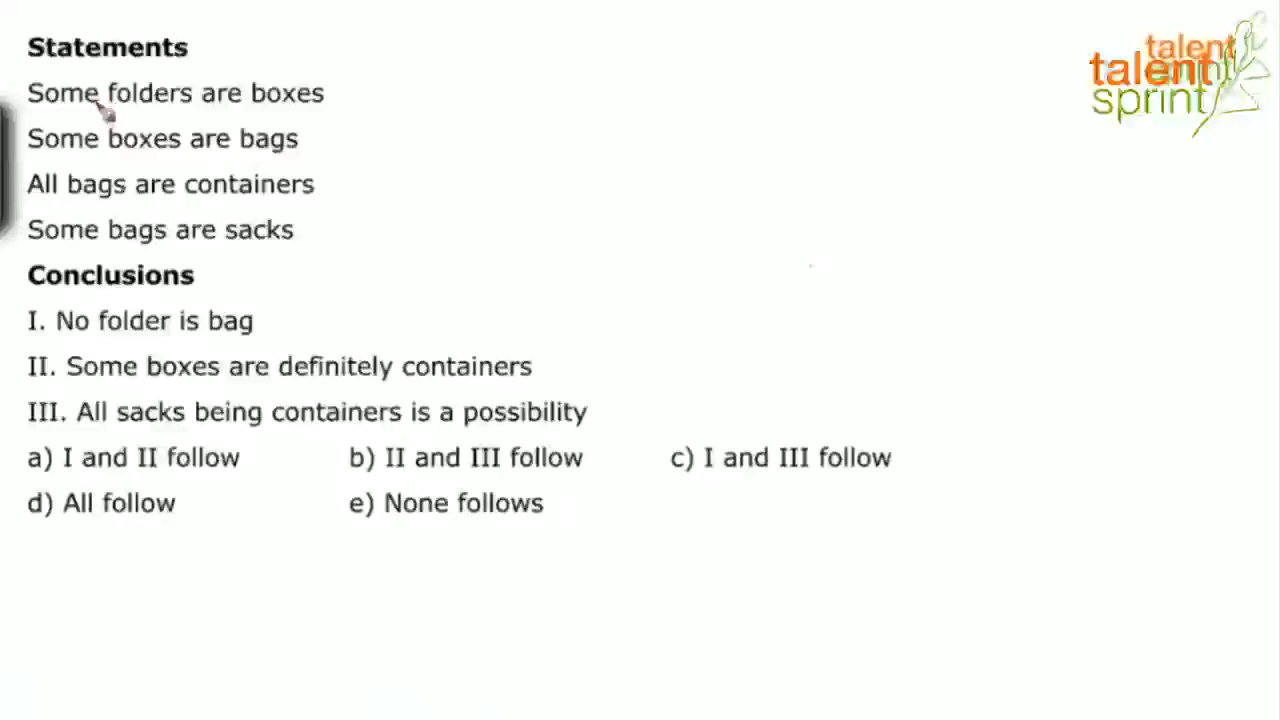 Statements
talent
sprint
Some folders are boxes
Some boxes are bags
All bags are containers
Some bags are sacks
Conclusions
I. No folder is bag
II. Some boxes are definitely containers
III. All sacks being containers is a possibility
a) I and II follow b) II and III follow c) I and III follow
d) All follow e) None follows